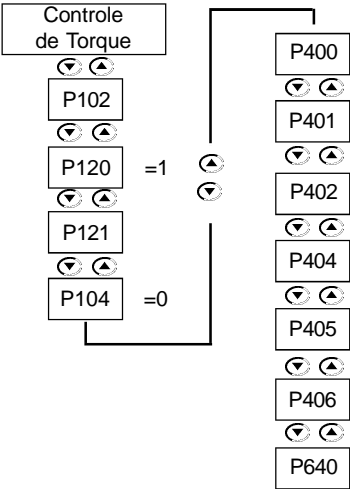 Controle
de Torque
P102
P120 =1
P121
P104 =0
P400
P401
P402
P404
P405
P406
P640